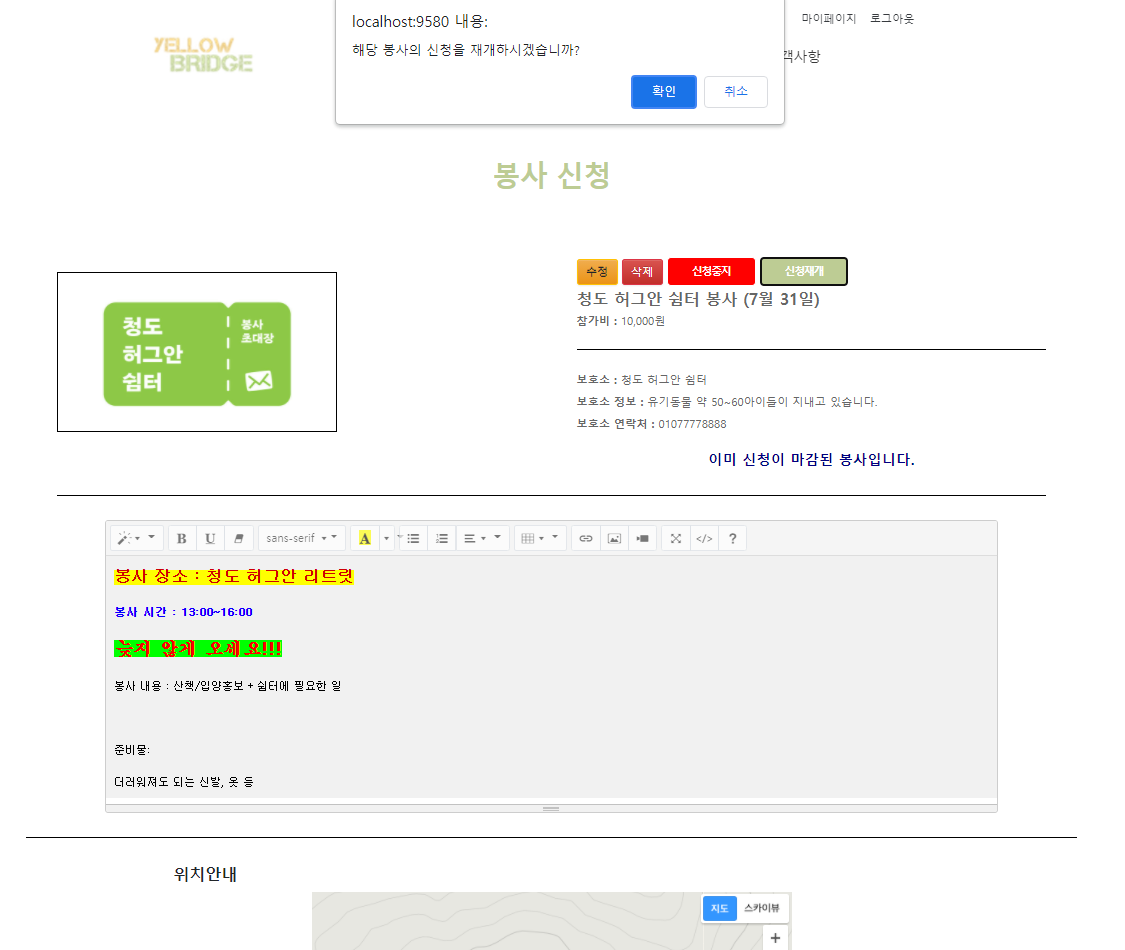 localhost:9580 내용:
해당 봉사의 신청을 재개하시겠습니까?
확인 취소
마이페이지 로그아웃
YELLOW
BRIDGE
객사항
봉사 신청
수정 삭제 신청중지 신청재개
청도 허그안 쉼터 봉사 (7월 31일)
참가비 : 10,000원
청도
허그안
쉼터
봉사
초대장
보호소 : 청도 허그안 쉼터
보호소 정보 : 유기동물 약 50~60아이들이 지내고 있습니다.
보호소 연락처 : 01077778888
이미 신청이 마감된 봉사입니다.
B U sans-serif A </> ?
봉사 장소 : 청도 허그안 리트릿
봉사 시간 : 13:00~16:00
늦지 않게 오세요!!!
봉사 내용 : 산책/입양홍보 + 쉼터에 필요한 일
준비물:
더러워져도 되는 신발, 옷 등
위치안내
지도 스카이뷰
+